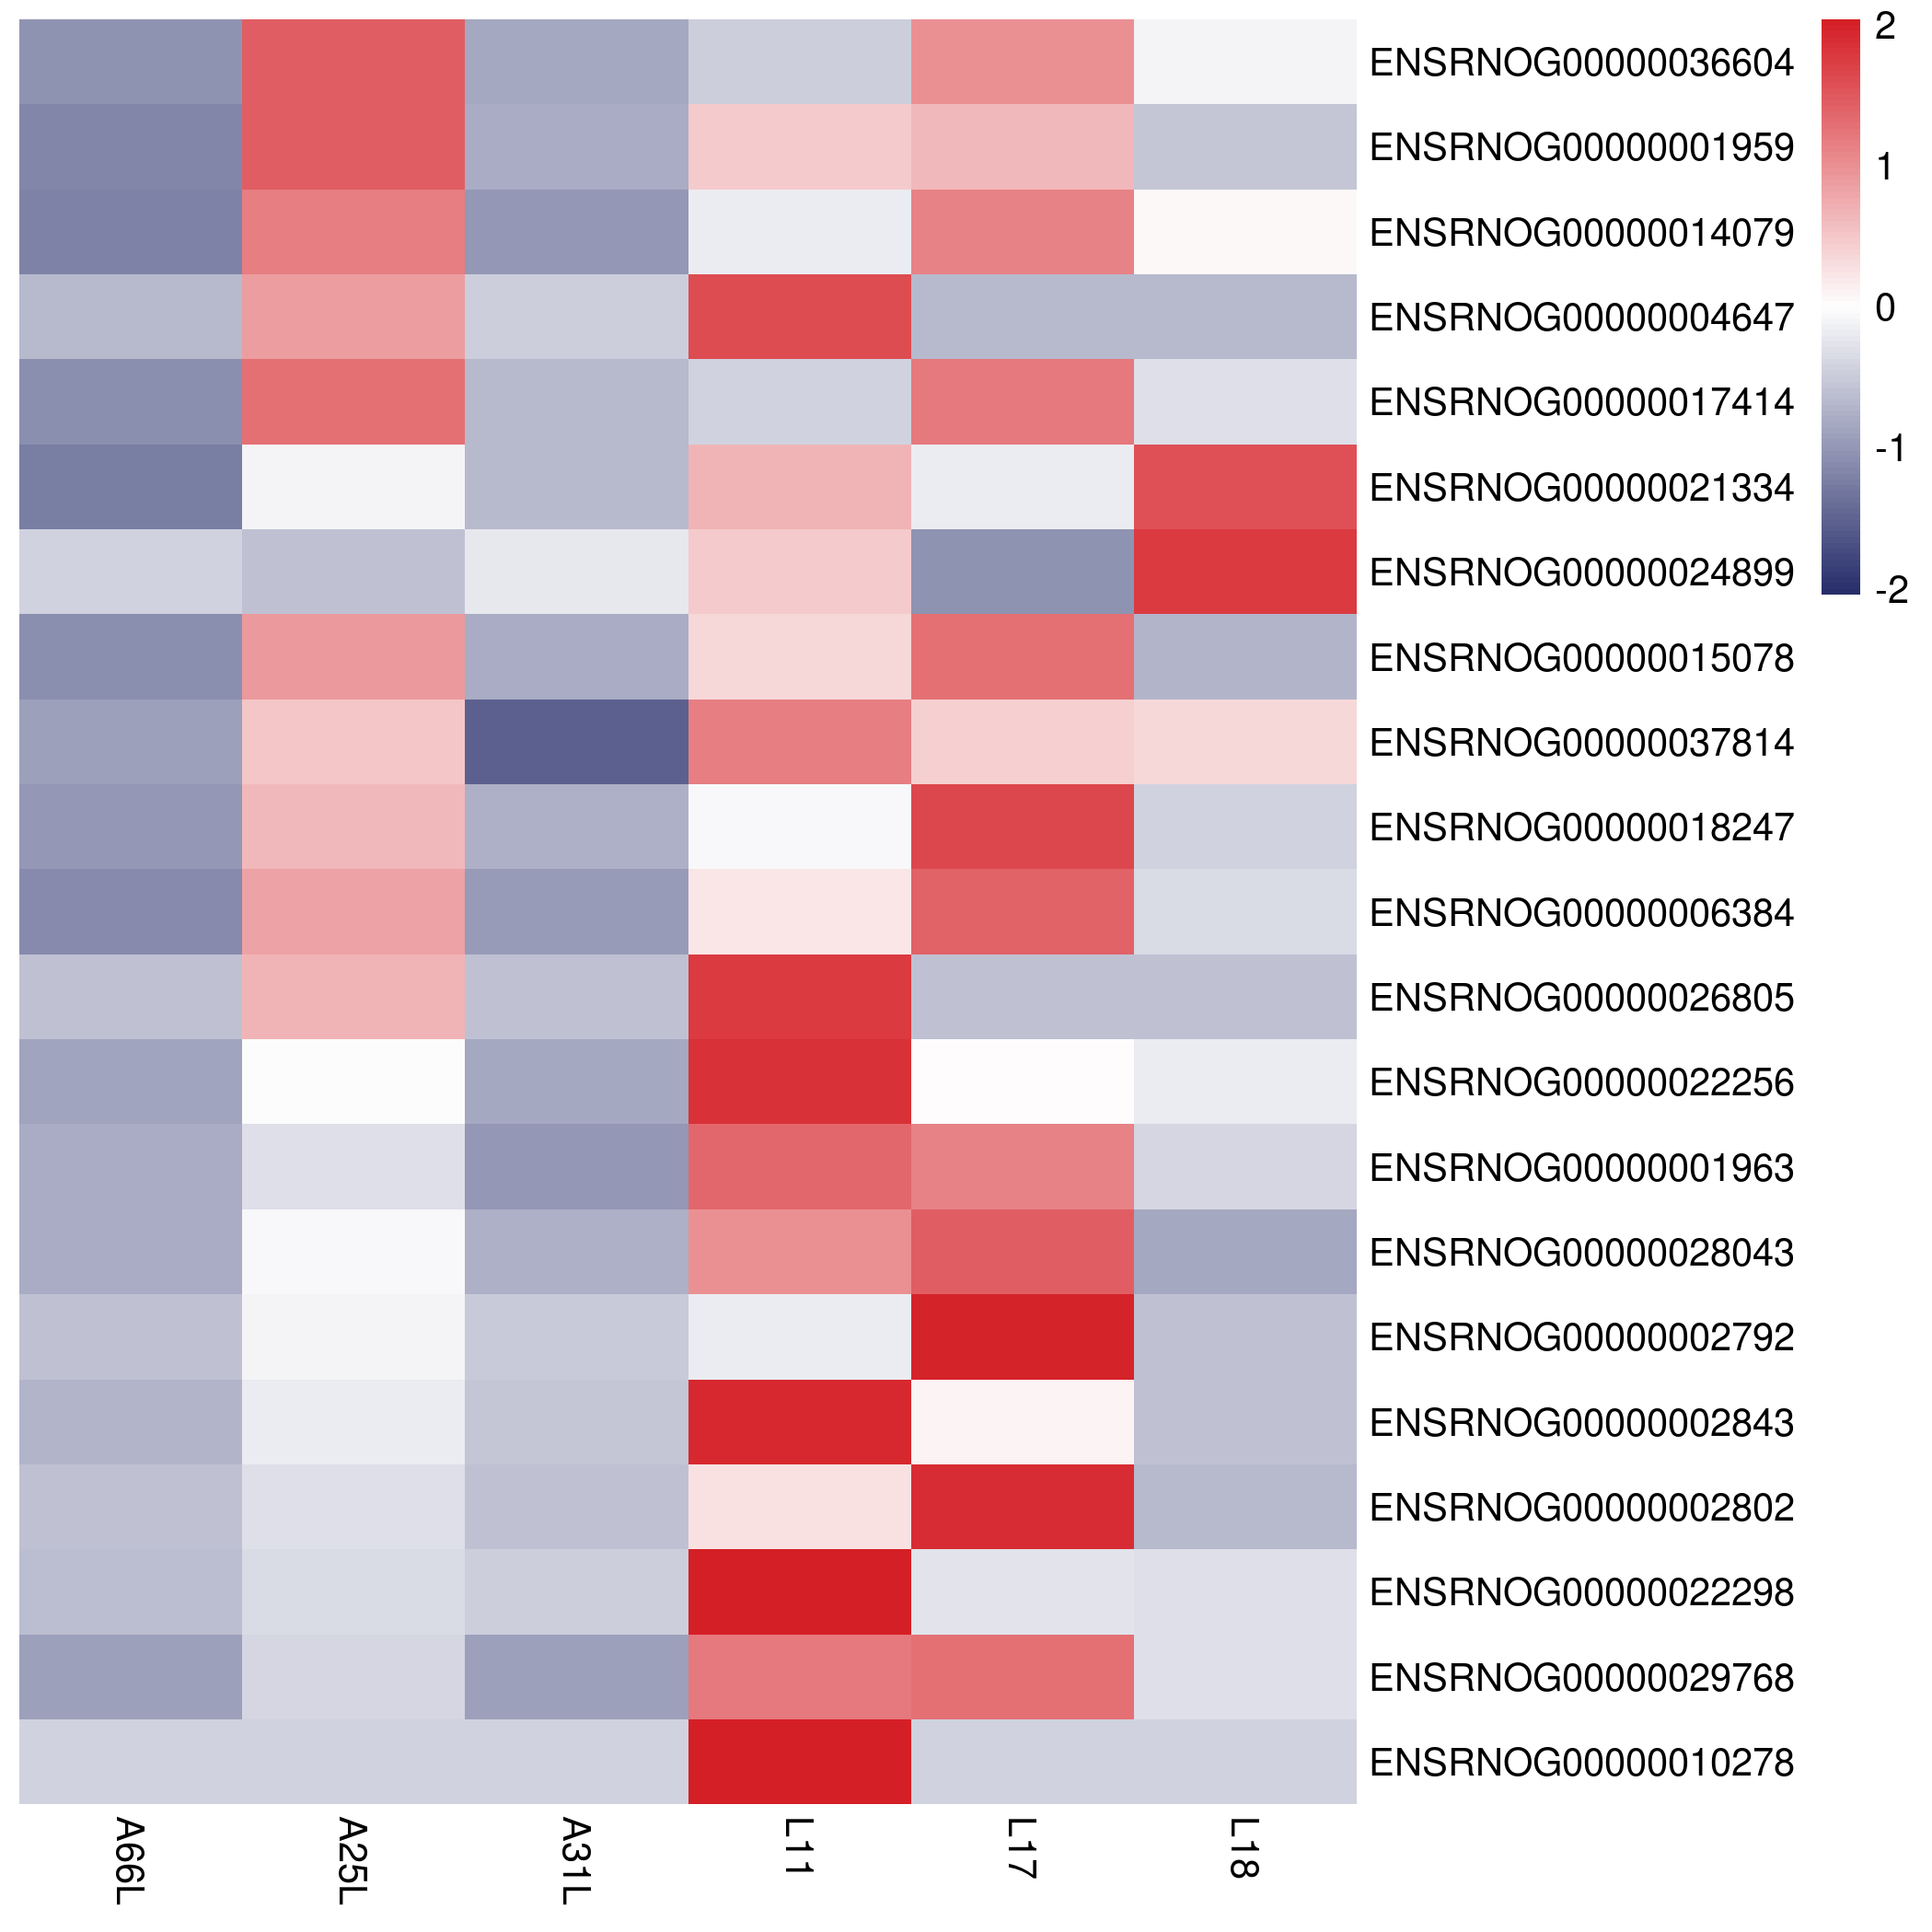 ENSRNOG00000036604
ENSRNOG00000001959
ENSRNOG00000014079
ENSRNOG00000004647
ENSRNOG00000017414
ENSRNOG00000021334
ENSRNOG00000024899
ENSRNOG00000015078
ENSRNOG00000037814
ENSRNOG00000018247
ENSRNOG00000006384
ENSRNOG00000026805
ENSRNOG00000022256
ENSRNOG00000001963
ENSRNOG00000028043
ENSRNOG00000002792
ENSRNOG00000002843
ENSRNOG00000002802
ENSRNOG00000022298
ENSRNOG00000029768
ENSRNOG00000010278
2
1
0
-1
-2
A66L
A25L
A31L
L11
L17
L18